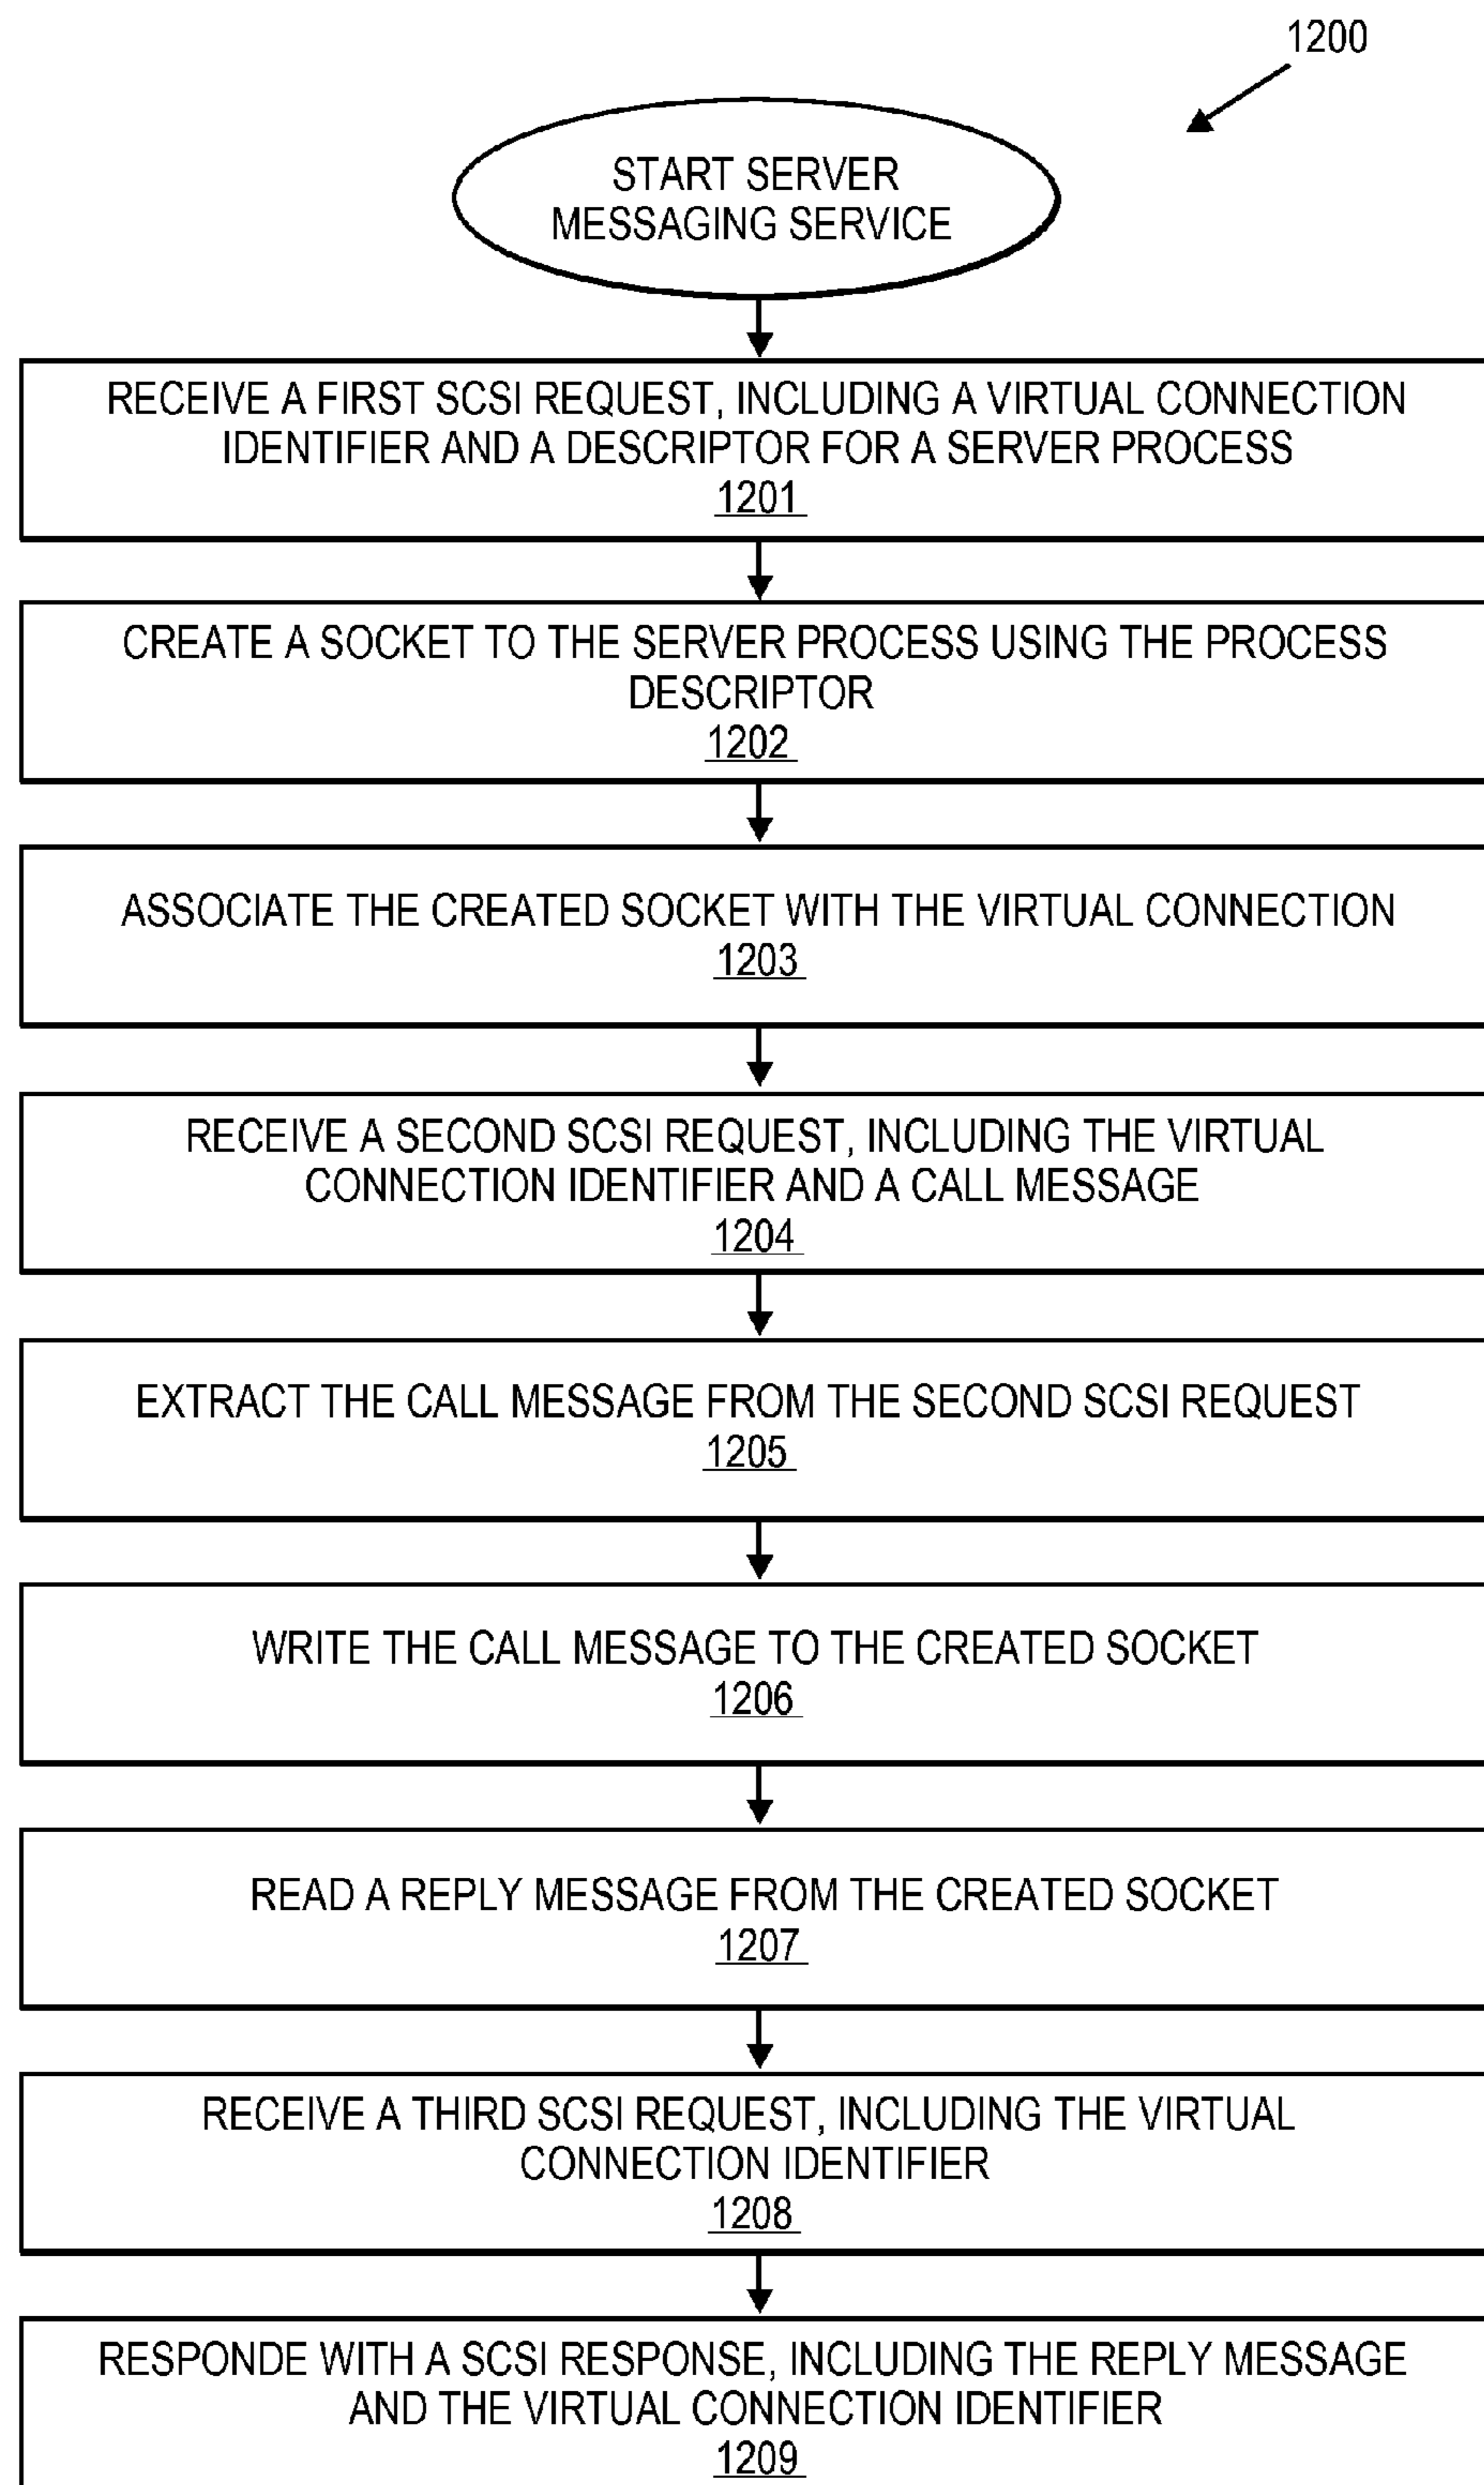 1200
START SERVER
MESSAGING SERVICE
RECEIVE A FIRST SCSI REQUEST, INCLUDING A VIRTUAL CONNECTION
IDENTIFIER AND A DESCRIPTOR FOR A SERVER PROCESS
1201
CREATE A SOCKET TO THE SERVER PROCESS USING THE PROCESS
DESCRIPTOR
1202
ASSOCIATE THE CREATED SOCKET WITH THE VIRTUAL CONNECTION
1203
RECEIVE A SECOND SCSI REQUEST, INCLUDING THE VIRTUAL
CONNECTION IDENTIFIER AND A CALL MESSAGE
1204
EXTRACT THE CALL MESSAGE FROM THE SECOND SCSI REQUEST
1205
WRITE THE CALL MESSAGE TO THE CREATED SOCKET
1206
READ A REPLY MESSAGE FROM THE CREATED SOCKET
1207
RECEIVE A THIRD SCSI REQUEST, INCLUDING THE VIRTUAL
CONNECTION IDENTIFIER
1208
RESPONDE WITH A SCSI RESPONSE, INCLUDING THE REPLY MESSAGE
AND THE VIRTUAL CONNECTION IDENTIFIER
1209